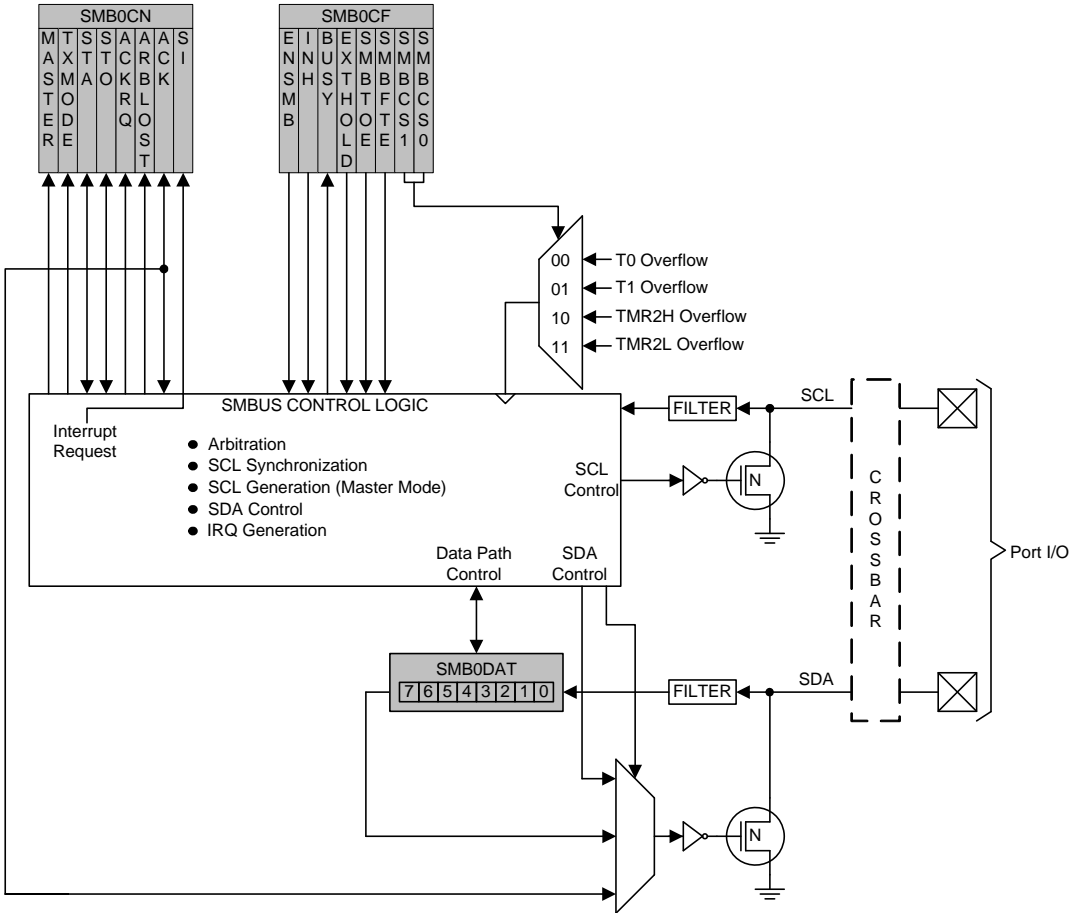 SMB0CN
MASTER
TXMODE
STA
STO
ACKRQ
ARBLOST
ACK
SI
SMB0CF
ENSMB
INH
BUSY
EXTHOLD
SMBTOE
SMBFTE
SMBCS1
SMBCS0
00
T0 Overflow
01
T1 Overflow
10
TMR2H Overflow
11
TMR2L Overflow
SMBUS CONTROL LOGIC
Interrupt
Request
● Arbitration
● SCL Synchronization
● SCL Generation (Master Mode)
● SDA Control
● IRQ Generation
SCL
Control
Data Path
Control
SDA
Control
FILTER
SCL
N
CROSSBAR
Port I/O
SMB0DAT
7 6 5 4 3 2 1 0
FILTER
SDA
N